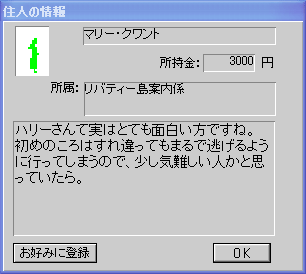 住人の情報
マリー・クワント
所持金: 3000 円
所属: リバティー島案内係
ハリーさんて実はとても面白い方ですね。
初めのころはすれ違ってもまるで逃げるよう
に行ってしまうので、少し気難しい人かと思
っていたら。
お好みに登録 OK